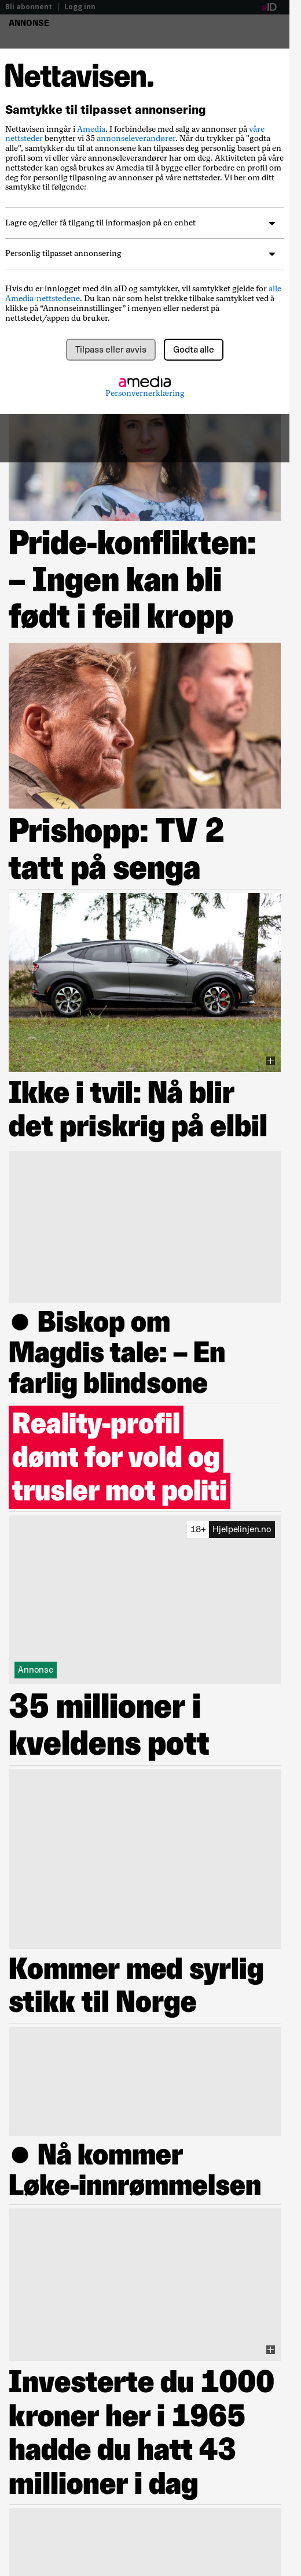 Bli abonnent | Logg inn
aID
ANNONSE
Nettavisen.
Samtykke til tilpasset annonsering
Nettavisen inngår i Amedia. I forbindelse med salg av annonser på våre
nettsteder benytter vi 35 annonseleverandører. Når du trykker på "godta
alle", samtykker du til at annonsene kan tilpasses deg personlig basert på en
profil som vi eller våre annonseleverandører har om deg. Aktiviteten på våre
nettsteder kan også brukes av Amedia til å bygge eller forbedre en profil om
deg for personlig tilpasning av annonser på våre nettsteder. Vi ber om ditt
samtykke til følgende:
Lagre og/eller få tilgang til informasjon på en enhet
Personlig tilpasset annonsering
Hvis du er innlogget med din aID og samtykker, vil samtykket gjelde for alle
Amedia-nettstedene. Du kan når som helst trekke tilbake samtykket ved å
klikke på “Annonseinnstillinger” i menyen eller nederst på
nettstedet/appen du bruker.
Tilpass eller avvis
Godta alle
amedia
Personvernerklæring
Pride-konflikten:
– Ingen kan bli
født i feil kropp
Prishopp: TV 2
tatt på senga
Ikke i tvil: Nå blir
det priskrig på elbil
● Biskop om
Magdis tale: – En
farlig blindsone
Reality-profil
dømt for vold og
trusler mot politi
18+ Hjelpelinjen.no
Annonse
35 millioner i
kveldens pott
Kommer med syrlig
stikk til Norge
● Nå kommer
Løke-innrømmelsen
Investerte du 1000
kroner her i 1965
hadde du hatt 43
millioner i dag